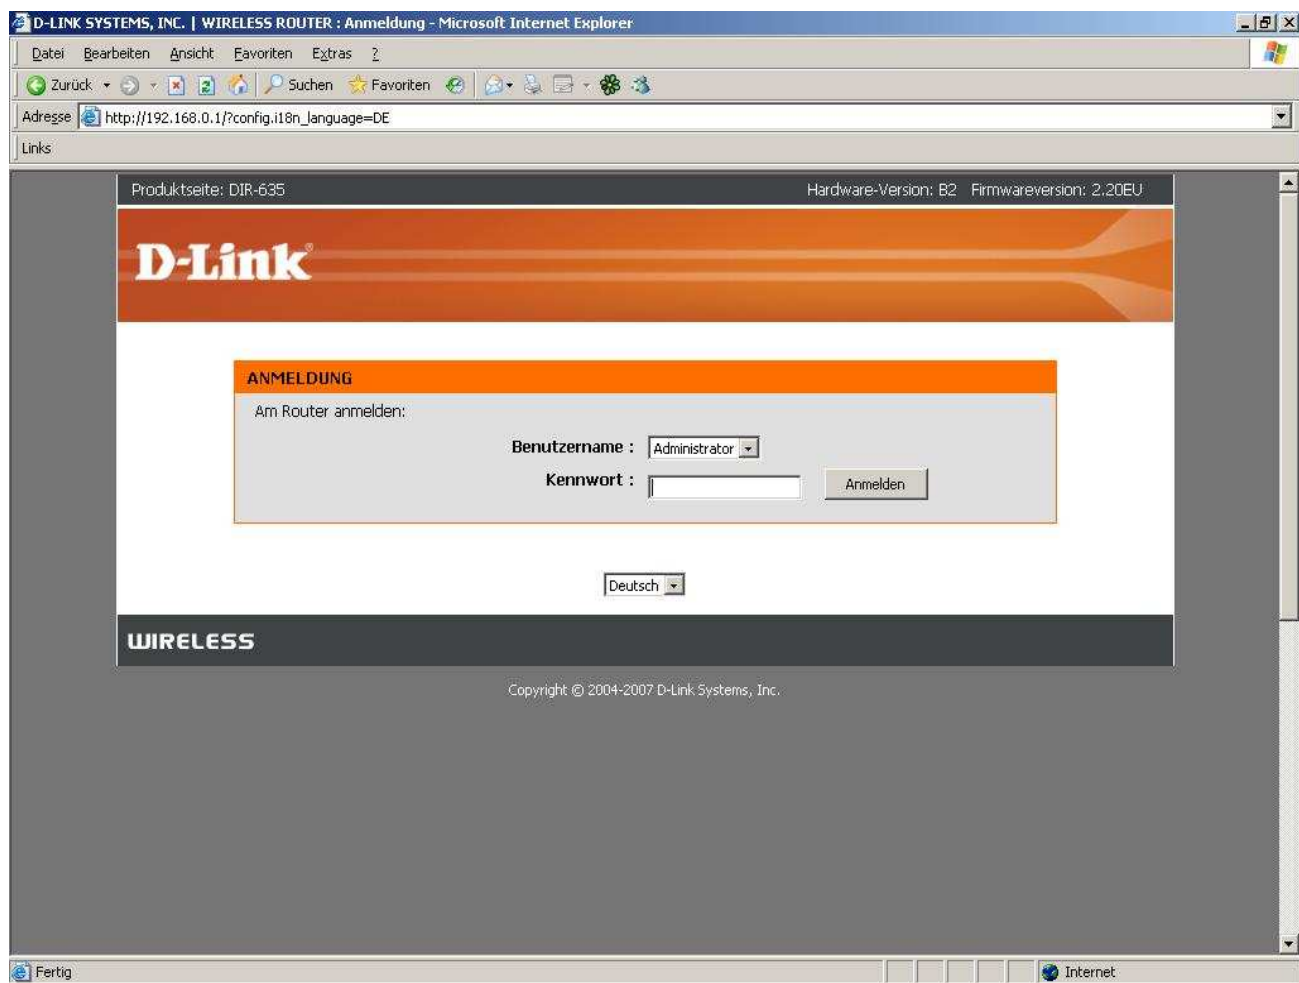 D-LINK SYSTEMS, INC. | WIRELESS ROUTER : Anmeldung - Microsoft Internet Explorer
Datei Bearbeiten Ansicht Favoriten Extras ?
Zurück Suchen Favoriten
Adresse http://192.168.0.1/?config.i18n_language=DE
Links
Produktseite: DIR-635 Hardware-Version: B2 Firmwareversion: 2.20EU
D-Link®
ANMELDUNG
Am Router anmelden:
Benutzername : Administrator
Kennwort : Anmelden
Deutsch
WIRELESS
Copyright © 2004-2007 D-Link Systems, Inc.
Fertig Internet